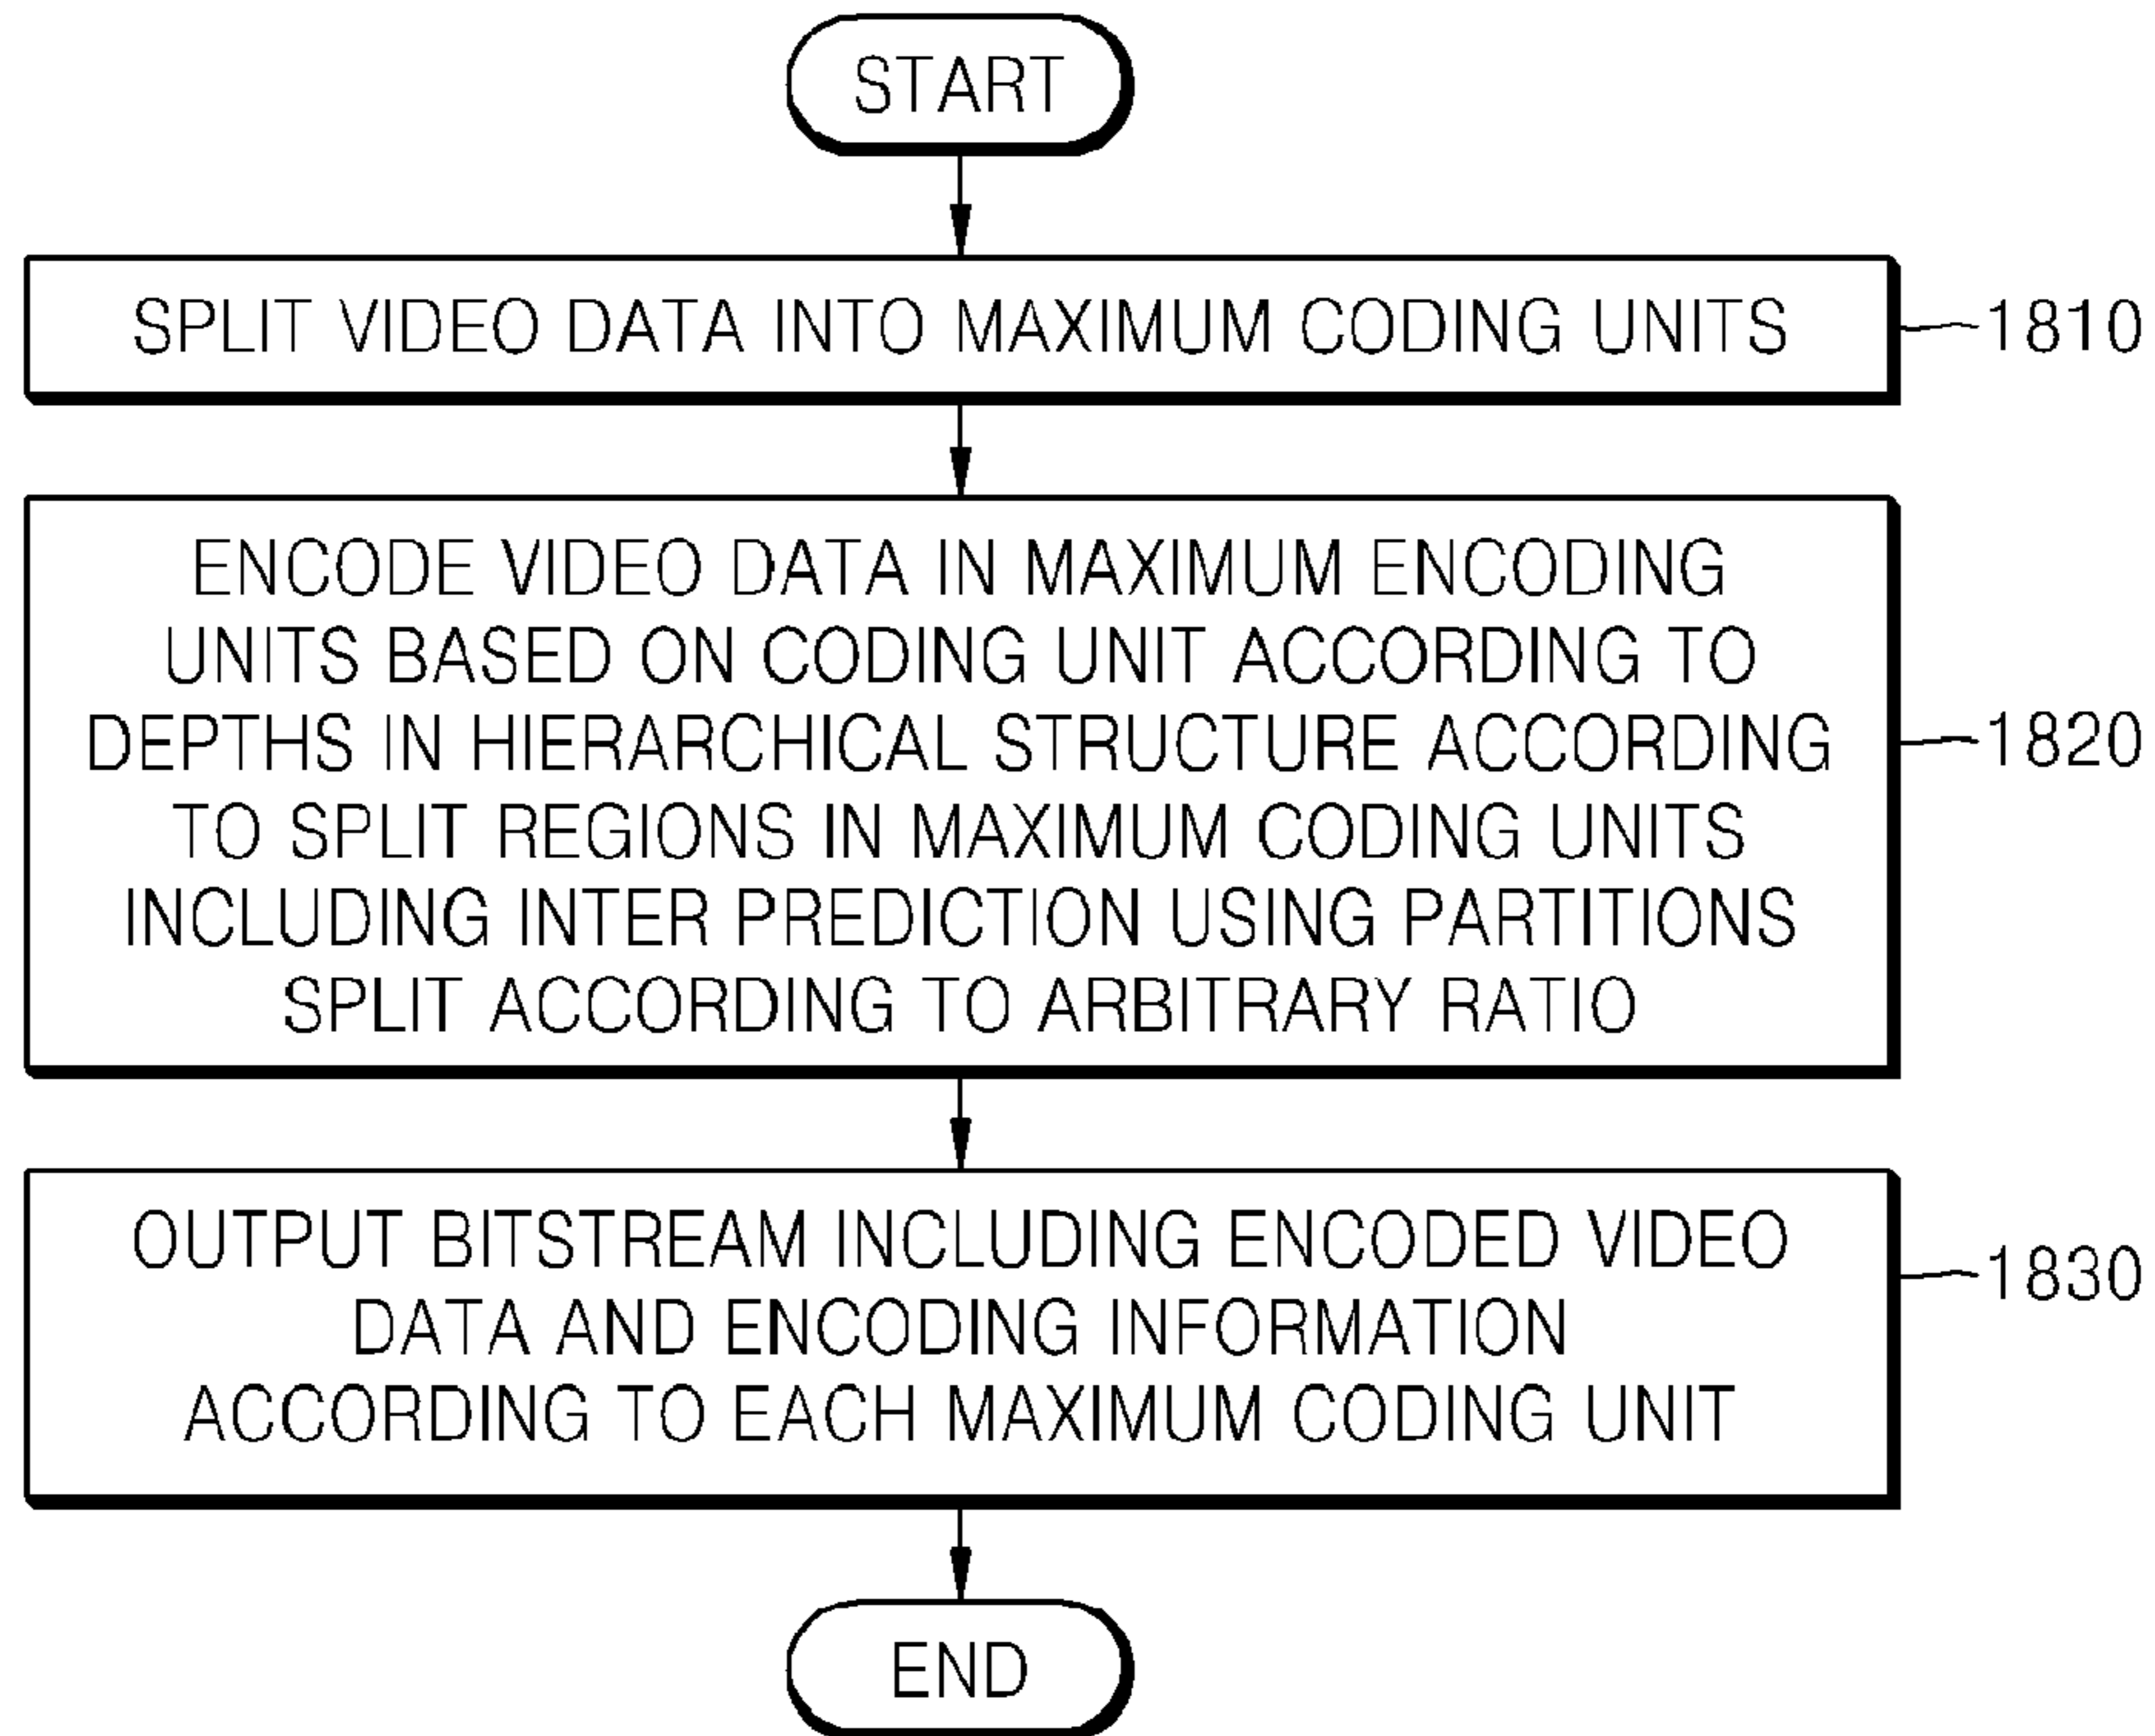 START
SPLIT VIDEO DATA INTO MAXIMUM CODING UNITS
1810
ENCODE VIDEO DATA IN MAXIMUM ENCODING
UNITS BASED ON CODING UNIT ACCORDING TO
DEPTHS IN HIERARCHICAL STRUCTURE ACCORDING
TO SPLIT REGIONS IN MAXIMUM CODING UNITS
INCLUDING INTER PREDICTION USING PARTITIONS
SPLIT ACCORDING TO ARBITRARY RATIO
1820
OUTPUT BITSTREAM INCLUDING ENCODED VIDEO
DATA AND ENCODING INFORMATION
ACCORDING TO EACH MAXIMUM CODING UNIT
1830
END